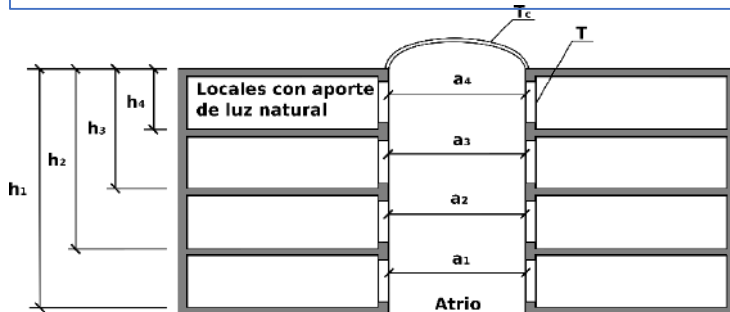 Tc
T
Locales con aporte
de luz natural
a₄
h₄
h₃
a₃
h₂
h₁
a₂
a₁
Atrio